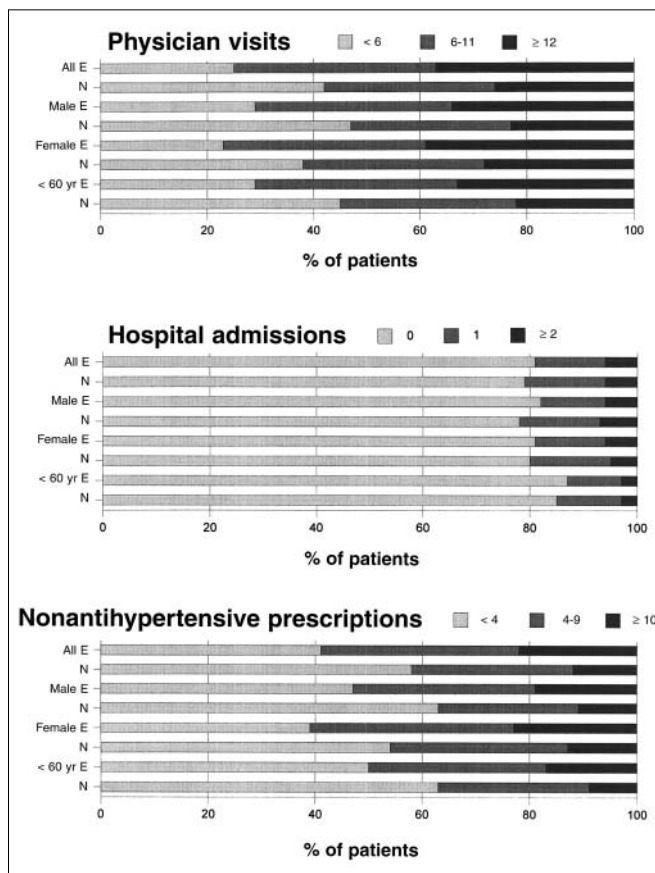 Physician visits < 6 6-11 ≥ 12
All E
N
Male E
N
Female E
N
< 60 yr E
N
0 20 40 60 80 100
% of patients
Hospital admissions 0 1 ≥ 2
All E
N
Male E
N
Female E
N
< 60 yr E
N
0 20 40 60 80 100
% of patients
Nonantihypertensive prescriptions < 4 4-9 ≥ 10
All E
N
Male E
N
Female E
N
< 60 yr E
N
0 20 40 60 80 100
% of patients